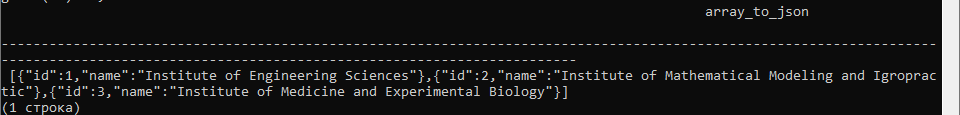 array_to_json
[{"id":1,"name":"Institute of Engineering Sciences"},{"id":2,"name":"Institute of Mathematical Modeling and Igroprac
tic"},{"id":3,"name":"Institute of Medicine and Experimental Biology"}]
(1 строка)